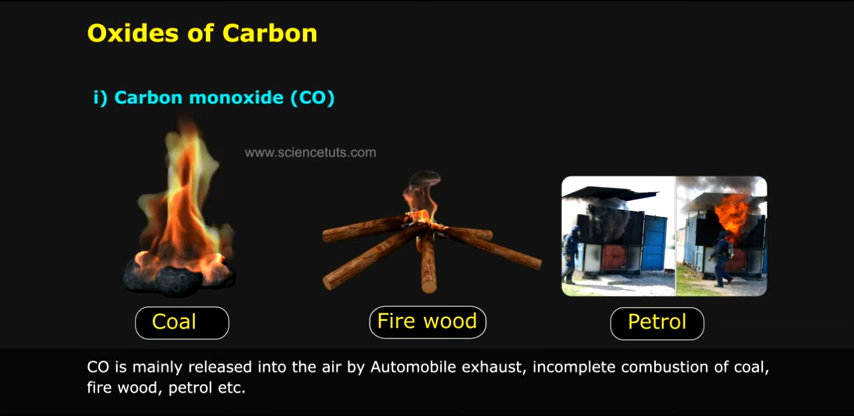 Oxides of Carbon
i) Carbon monoxide (CO)
www.sciencetuts.com
Coal
Fire wood
Petrol
CO is mainly released into the air by Automobile exhaust, incomplete combustion of coal,
fire wood, petrol etc.